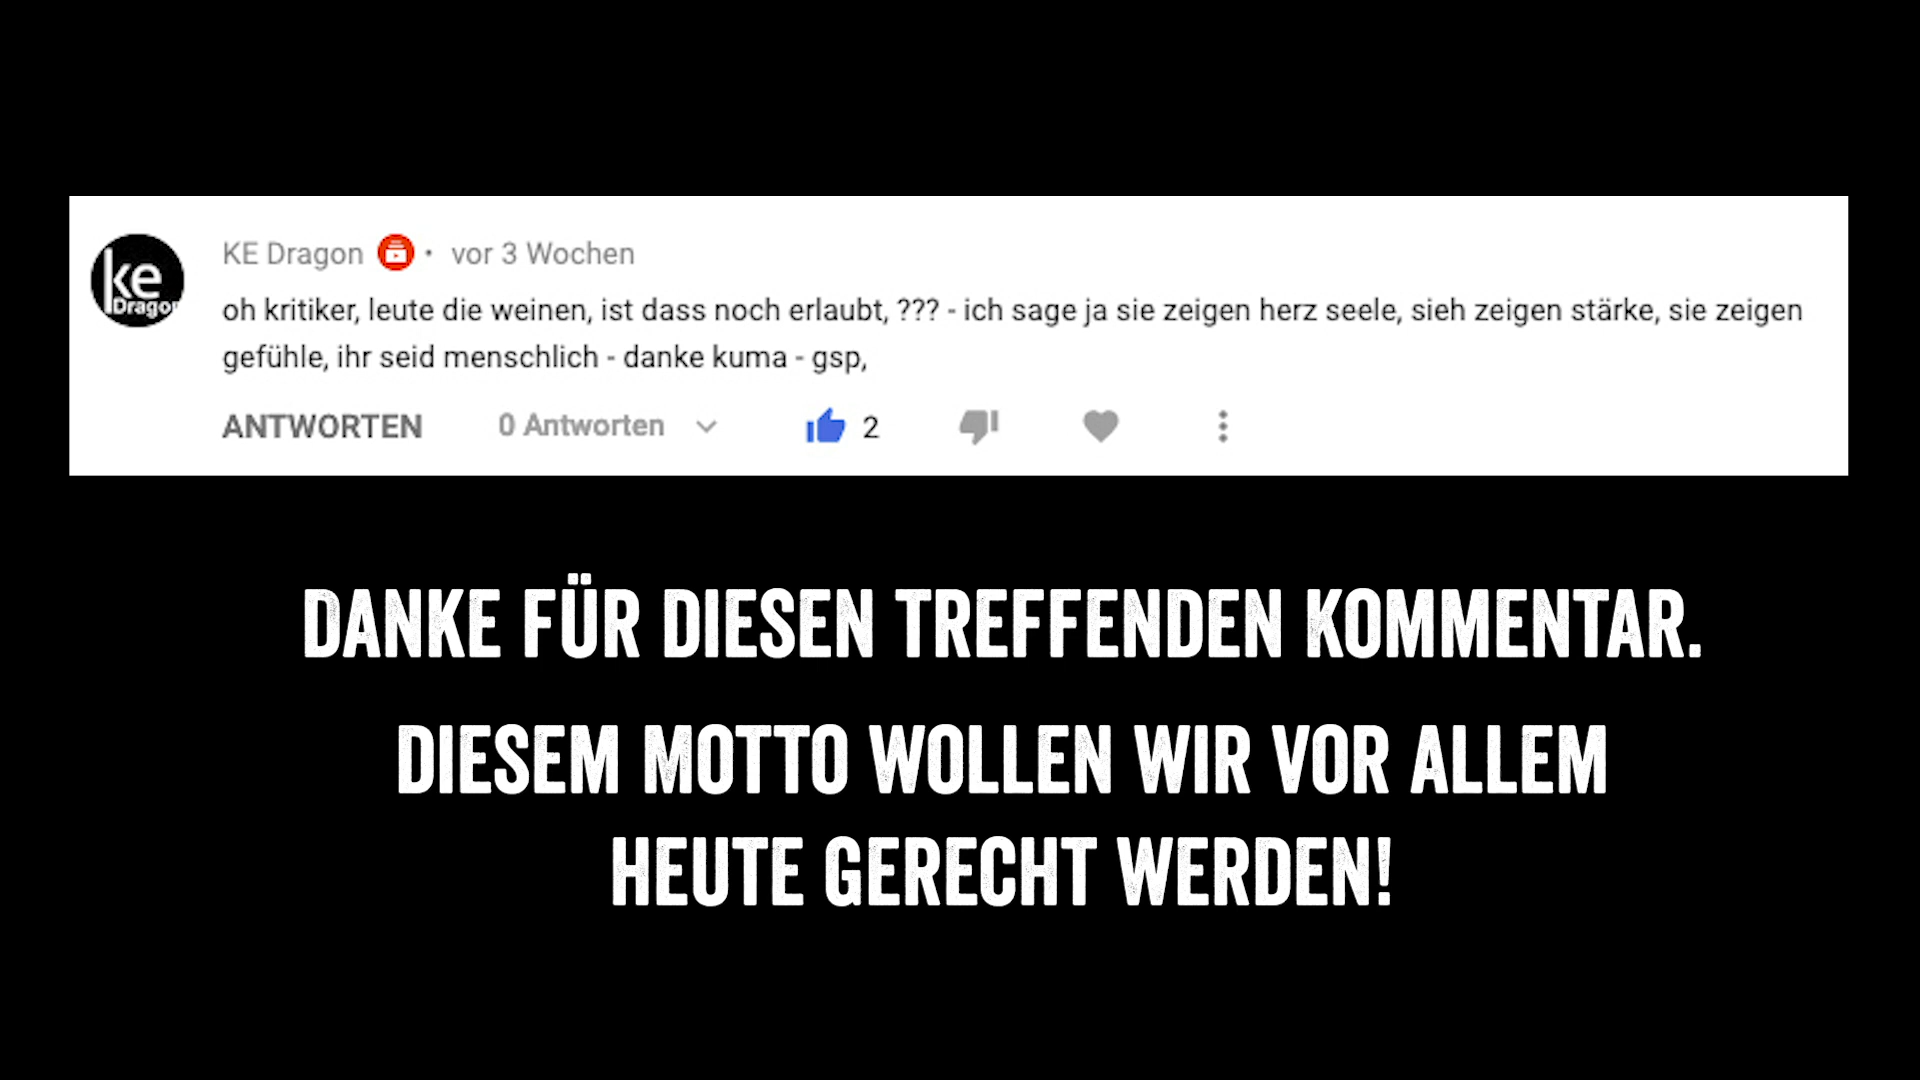 ke
Dragon
KE Dragon • vor 3 Wochen
oh kritiker, leute die weinen, ist dass noch erlaubt, ??? - ich sage ja sie zeigen herz seele, sieh zeigen stärke, sie zeigen
gefühle, ihr seid menschlich - danke kuma - gsp,
ANTWORTEN 0 Antworten 2
DANKE FÜR DIESEN TREFFENDEN KOMMENTAR.
DIESEM MOTTO WOLLEN WIR VOR ALLEM
HEUTE GERECHT WERDEN!